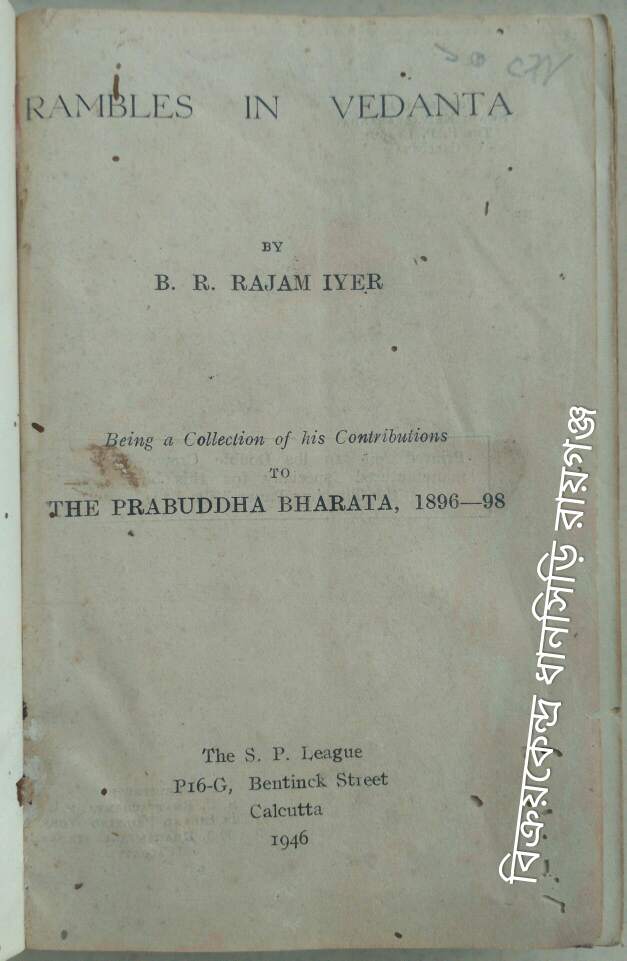 RAMBLES IN VEDANTA
BY
B. R. RAJAM IYER
Being a Collection of his Contributions
TO
THE PRABUDDHA BHARATA, 1896—98
The S. P. League
P16-G, Bentinck Street
Calcutta
1946
বিক্রয়কেন্দ্র ধানসিড়ি রায়গঞ্জ